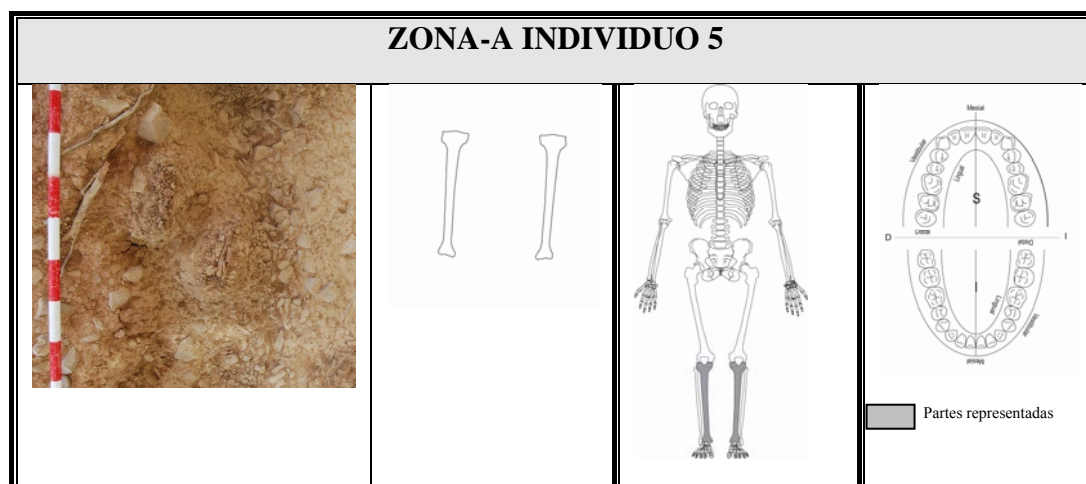 ZONA-A INDIVIDUO 5
Mesial
Vestibular
Lingual
S
Distal
D
I
Distal
I
Lingual
Vestibular
Mesial
Partes representadas